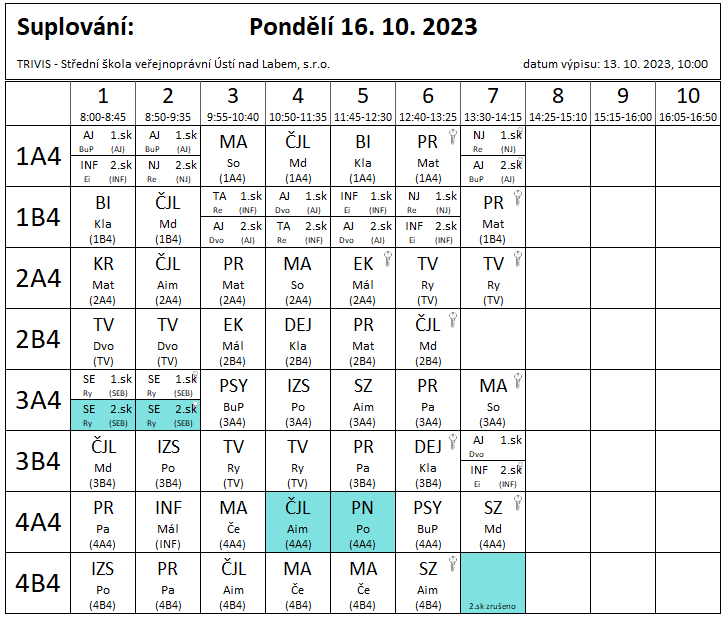 Suplování: Pondělí 16. 10. 2023
TRIVIS - Střední škola veřejnoprávní Ústí nad Labem, s.r.o. datum výpisu: 13. 10. 2023, 10:00
1 2 3 4 5 6 7 8 9 10
8:00-8:45 8:50-9:35 9:55-10:40 10:50-11:35 11:45-12:30 12:40-13:25 13:30-14:15 14:25-15:10 15:15-16:00 16:05-16:50
AJ 1.sk AJ 1.sk MA ČJL BI PR NJ 1.sk
BuP (AJ) BuP (AJ) Re (NJ)
1A4 INF 2.sk NJ 2.sk So Md Kla Mat AJ 2.sk
Ei (INF) Re (NJ) (1A4) (1A4) (1A4) (1A4) BuP (AJ)
BI ČJL TA 1.sk AJ 1.sk INF 1.sk NJ 1.sk PR
Re (INF) Dvo (AJ) Ei (INF) Re (NJ)
1B4 Kla Md AJ 2.sk TA 2.sk AJ 2.sk INF 2.sk Mat
(1B4) (1B4) Dvo (AJ) Re (INF) Dvo (AJ) Ei (INF) (1B4)
KR ČJL PR MA EK TV TV
2A4 Mat Aim Mat So Mál Ry Ry
(2A4) (2A4) (2A4) (2A4) (2A4) (TV) (TV)
TV TV EK DEJ PR ČJL
2B4 Dvo Dvo Mál Kla Mat Md
(TV) (TV) (2B4) (2B4) (2B4) (2B4)
SE 1.sk SE 1.sk PSY IZS SZ PR MA
Ry (SEB) Ry (SEB)
3A4 SE 2.sk SE 2.sk BuP Po Aim Pa So
Ry (SEB) Ry (SEB) (3A4) (3A4) (3A4) (3A4) (3A4)
ČJL IZS TV TV PR DEJ AJ 1.sk
Dvo
3B4 Md Po Ry Ry Pa Kla INF 2.sk
(3B4) (3B4) (TV) (TV) (3B4) (3B4) Ei (INF)
PR INF MA ČJL PN PSY SZ
4A4 Pa Mál Če Aim Po BuP Md
(4A4) (INF) (4A4) (4A4) (4A4) (4A4) (4A4)
IZS PR ČJL MA MA SZ
4B4 Po Pa Aim Če Če Aim
(4B4) (4B4) (4B4) (4B4) (4B4) (4B4) 2.sk zrušeno